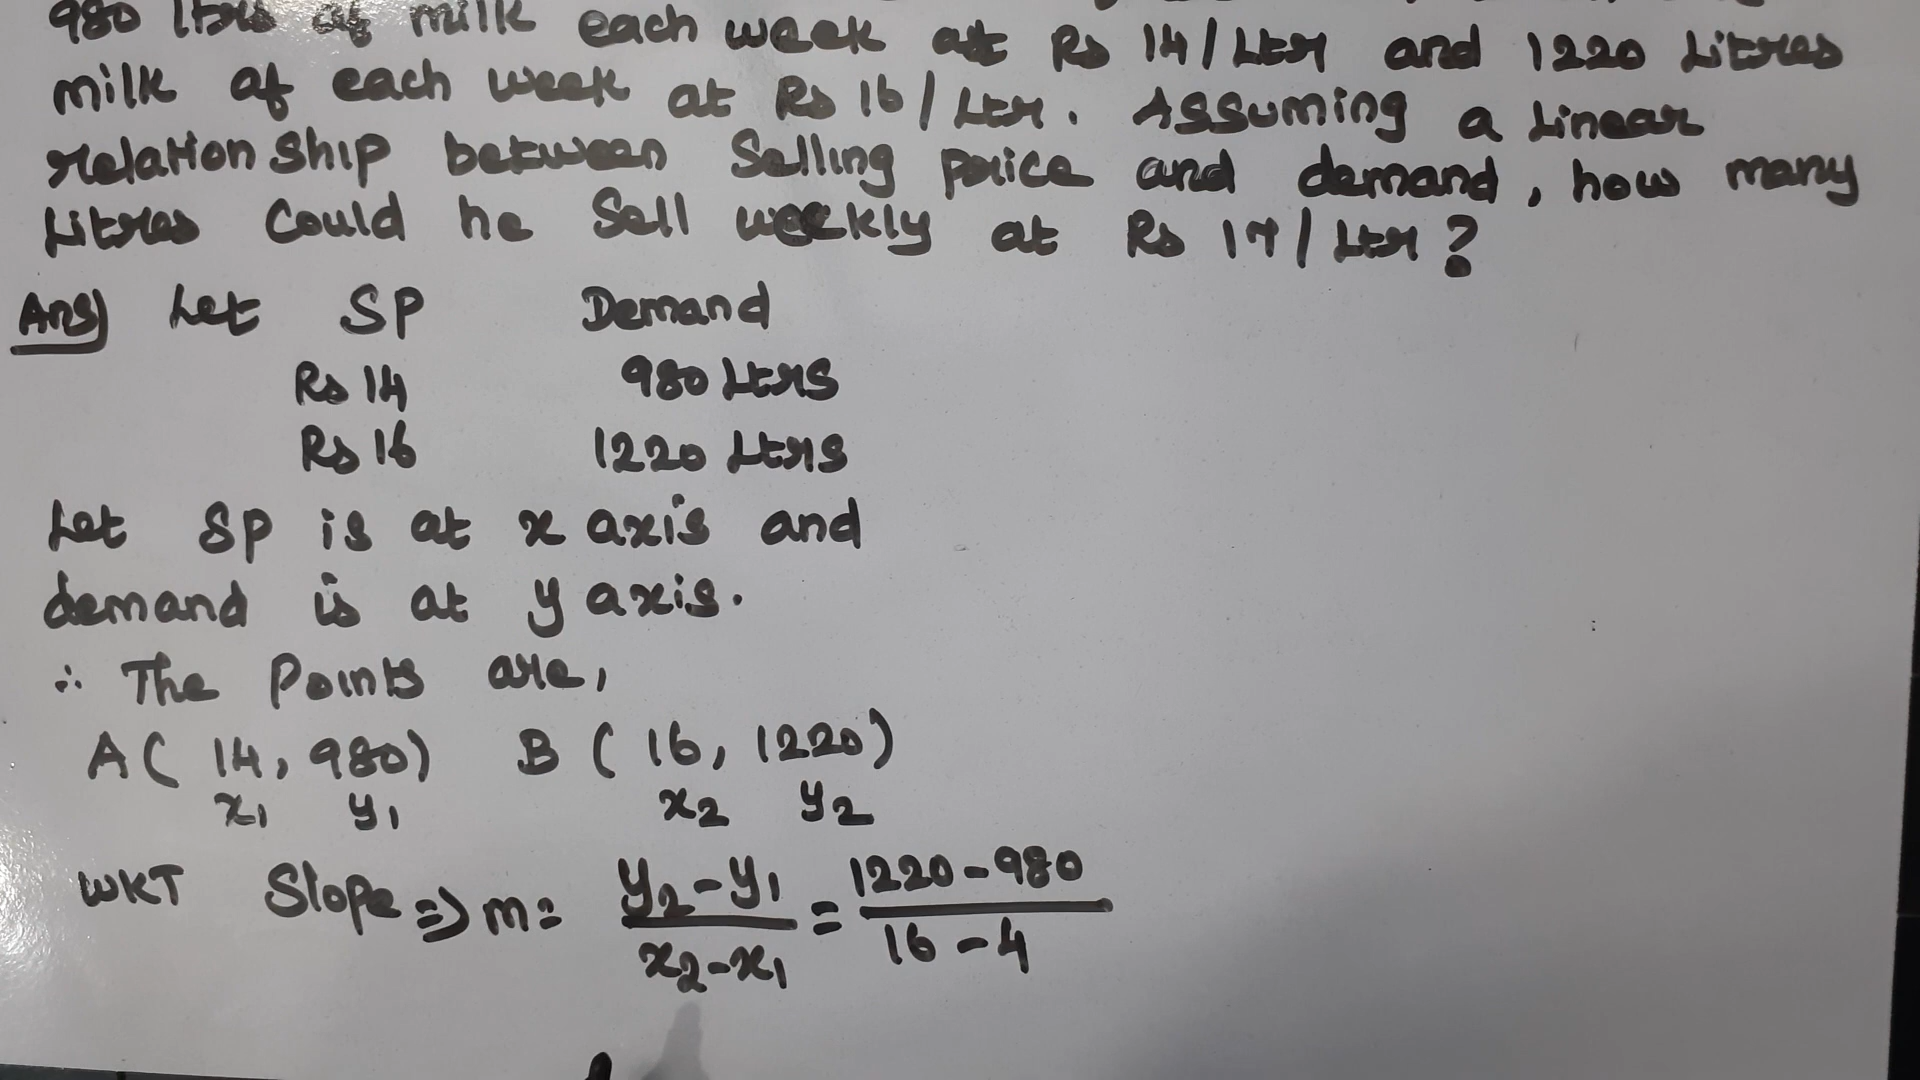 980 ltrs of milk each week at Rs 14/Ltr and 1220 Litres
milk of each week at Rs 16/Ltr. Assuming a Linear
relation Ship between Selling price and demand, how many
Litres Could he Sell weekly at Rs 17/Ltr?
Ans) Let SP Demand
Rs 14 980 Ltrs
Rs 16 1220 Ltrs
Let SP is at x axis and
demand is at y axis.
∴ The Points are,
A( 14, 980) B ( 16, 1220)
x1 y1 x2 y2
WKT Slope => m = y2-y1 / x2-x1 = 1220-980 / 16-4